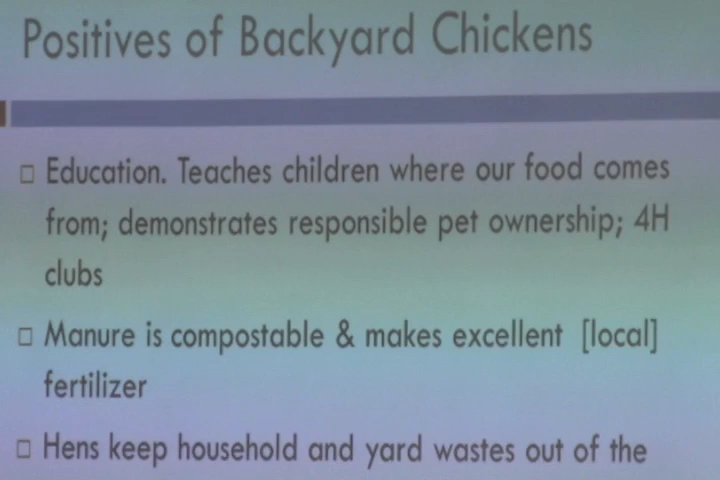 Positives of Backyard Chickens
Education. Teaches children where our food comes
from; demonstrates responsible pet ownership; 4H
clubs
Manure is compostable & makes excellent [local]
fertilizer
Hens keep household and yard wastes out of the